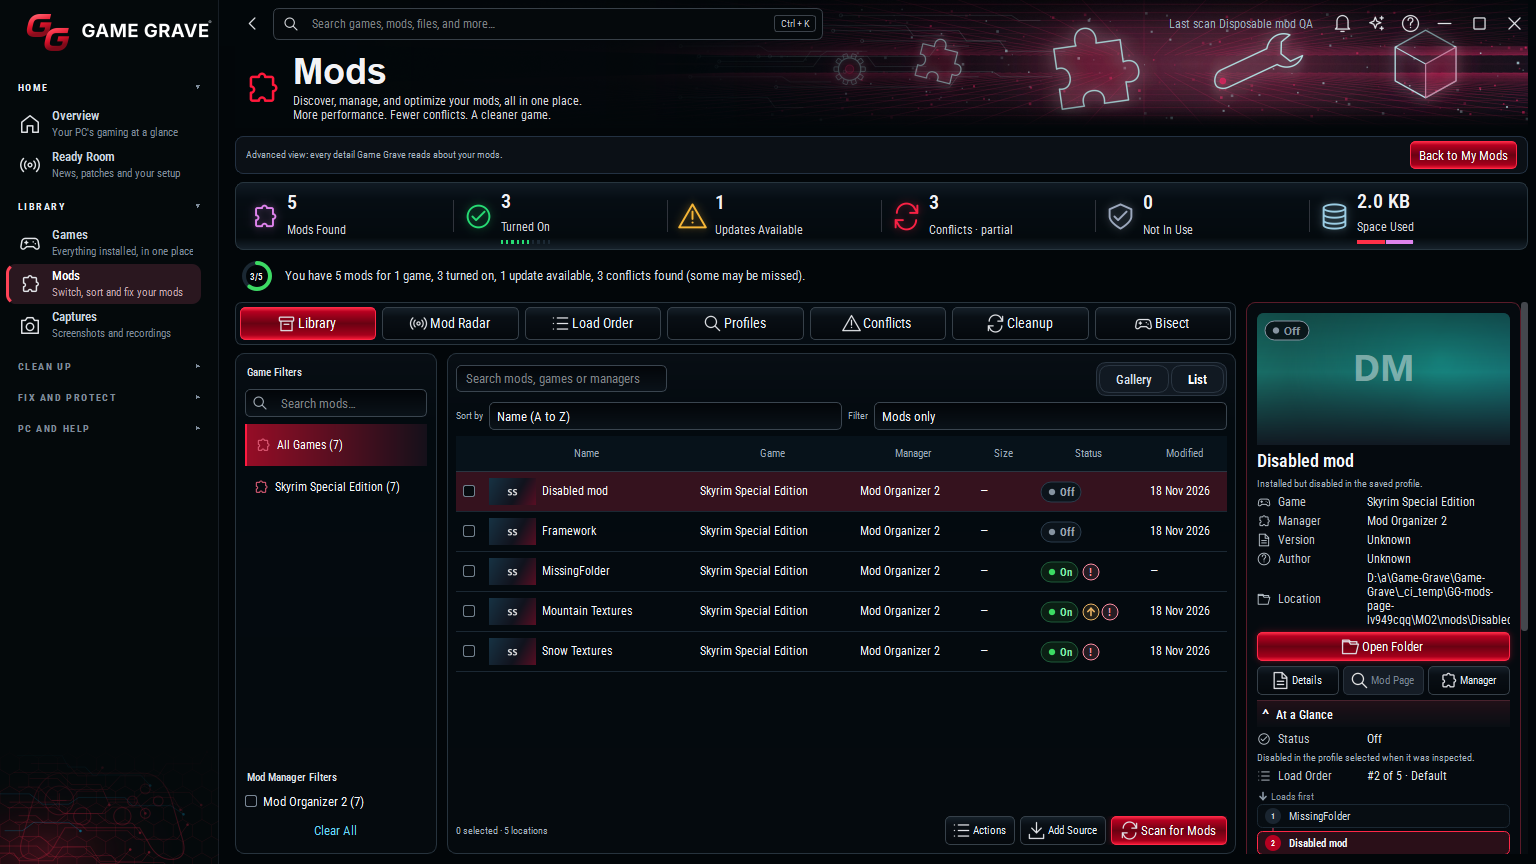 GAME GRAVE
HOME
Overview
Your PC's gaming at a glance
Ready Room
News, patches and your setup
LIBRARY
Games
Everything installed, in one place
Mods
Switch, sort and fix your mods
Captures
Screenshots and recordings
CLEAN UP
FIX AND PROTECT
PC AND HELP
Search games, mods, files, and more...
Ctrl + K
Last scan Disposable mod QA
Mods
Discover, manage, and optimize your mods, all in one place.
More performance. Fewer conflicts. A cleaner game.
Advanced view: every detail Game Grave reads about your mods.
Back to My Mods
5
Mods Found
3
Turned On
1
Updates Available
3
Conflicts · partial
0
Not In Use
2.0 KB
Space Used
3/5
You have 5 mods for 1 game, 3 turned on, 1 update available, 3 conflicts found (some may be missed).
Library
Mod Radar
Load Order
Profiles
Conflicts
Cleanup
Bisect
Game Filters
Search mods...
All Games (7)
Skyrim Special Edition (7)
Mod Manager Filters
Mod Organizer 2 (7)
Clear All
Search mods, games or managers
Gallery
List
Sort by
Name (A to Z)
Filter
Mods only
Name Game Manager Size Status Modified
SS Disabled mod Skyrim Special Edition Mod Organizer 2 – Off 18 Nov 2026
SS Framework Skyrim Special Edition Mod Organizer 2 – Off 18 Nov 2026
SS MissingFolder Skyrim Special Edition Mod Organizer 2 – On ! –
SS Mountain Textures Skyrim Special Edition Mod Organizer 2 – On ! 18 Nov 2026
SS Snow Textures Skyrim Special Edition Mod Organizer 2 – On ! 18 Nov 2026
0 selected · 5 locations
Actions
Add Source
Scan for Mods
Off
DM
Disabled mod
Installed but disabled in the saved profile.
Game Skyrim Special Edition
Manager Mod Organizer 2
Version Unknown
Author Unknown
Location
D:\a\Game-Grave\Game-
Grave\_ci_temp\GG-mods-
page-
lv949cqq\MO2\mods\Disabled
Open Folder
Details
Mod Page
Manager
At a Glance
Status Off
Disabled in the profile selected when it was inspected.
Load Order #2 of 5 · Default
Loads first
1 MissingFolder
2 Disabled mod